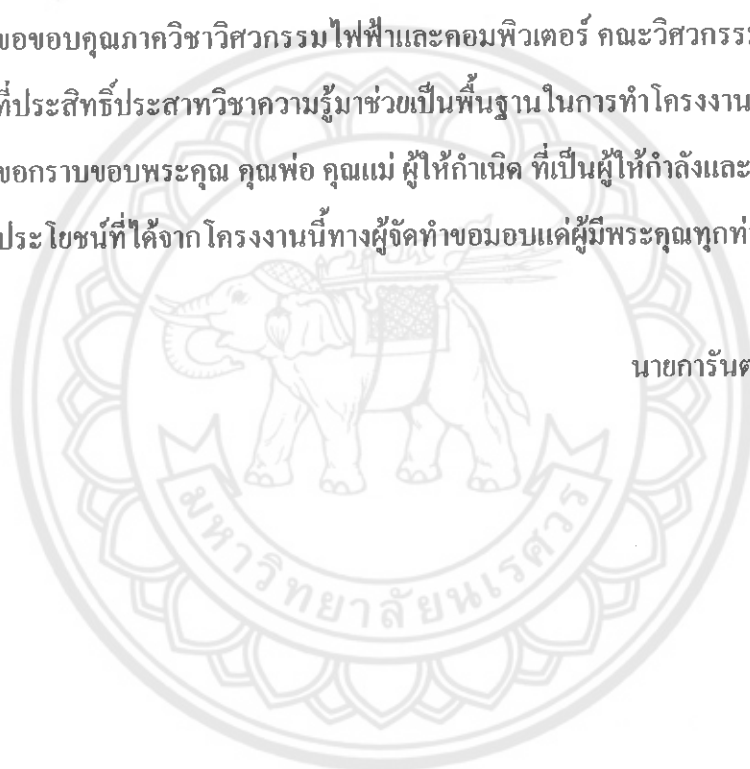 ขอขอบคุณภาควิชาวิศวกรรมไฟฟ้าและคอมพิวเตอร์ คณะวิศวกรร
ที่ประสิทธิ์ประสาทวิชาความรู้มาช่วยเป็นพื้นฐานในการทำโครงงาน
ขอกราบขอบพระคุณ คุณพ่อ คุณแม่ ผู้ให้กำเนิด ที่เป็นผู้ให้กำลังและ
ประโยชน์ที่ได้จากโครงงานนี้ทางผู้จัดทำขอมอบแด่ผู้มีพระคุณทุกท่
นายการันต
มหาวิทยาลัยนเรศวร